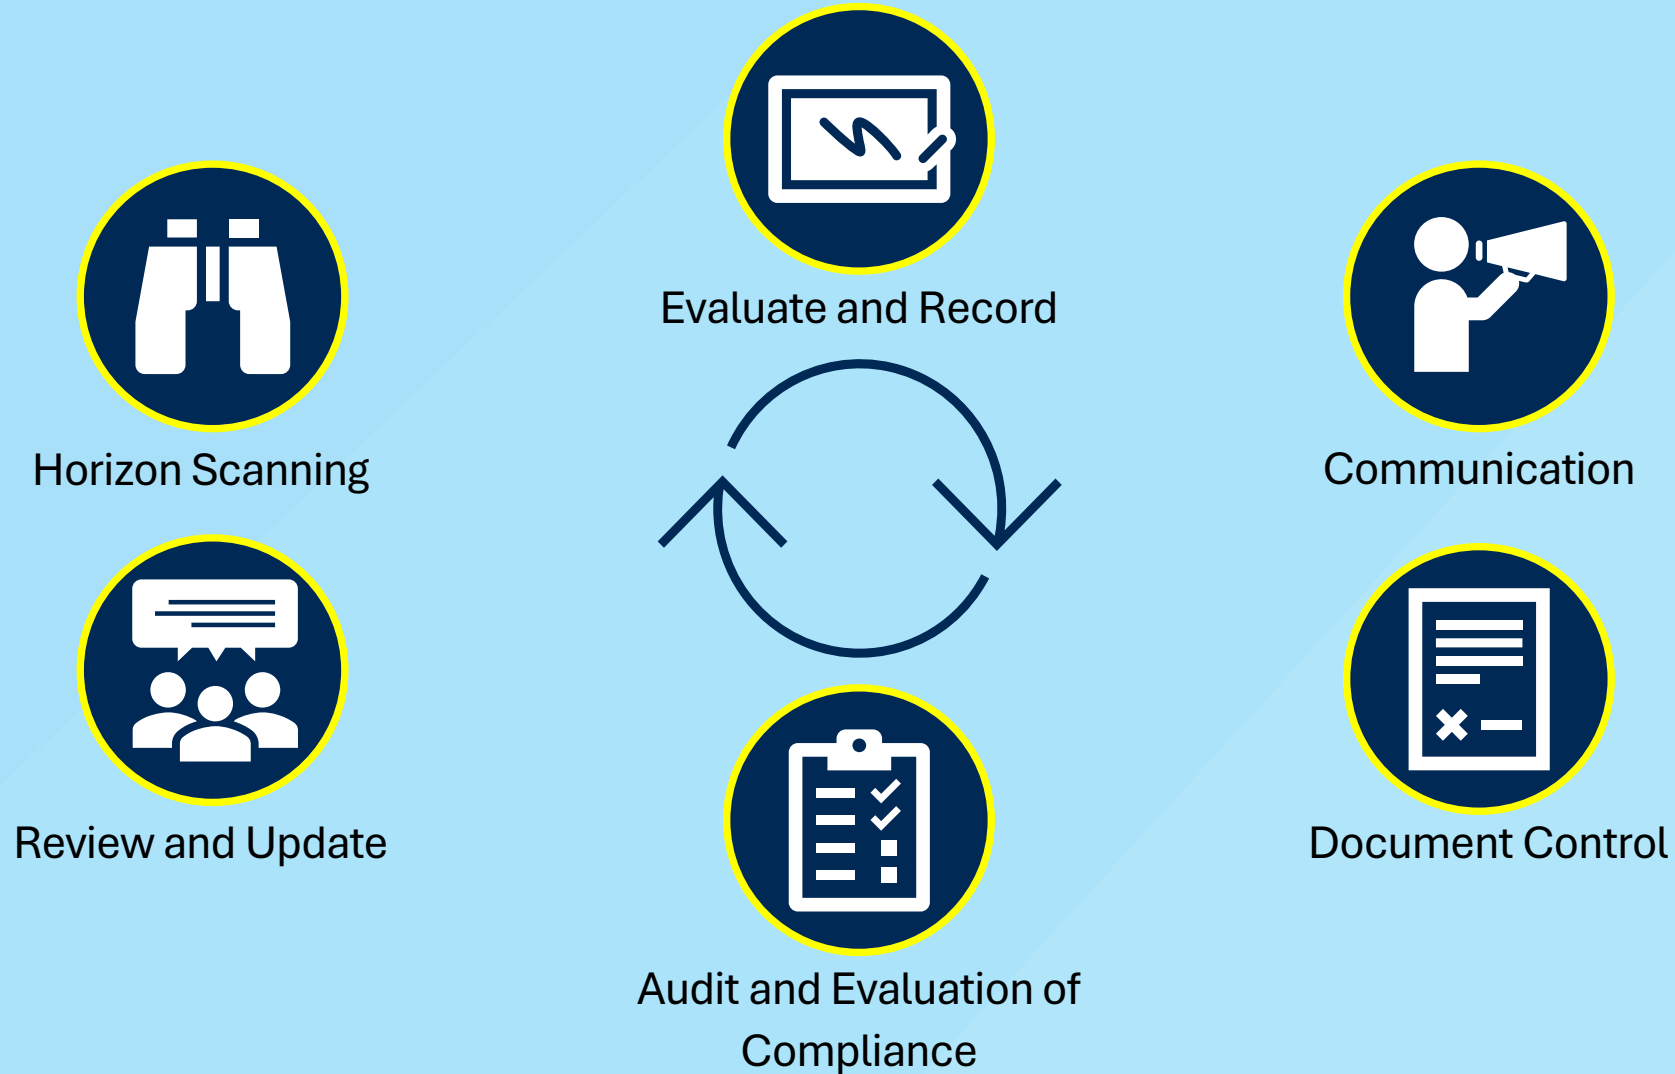 Evaluate and Record
Horizon Scanning
Communication
Review and Update
Document Control
Audit and Evaluation of
Compliance